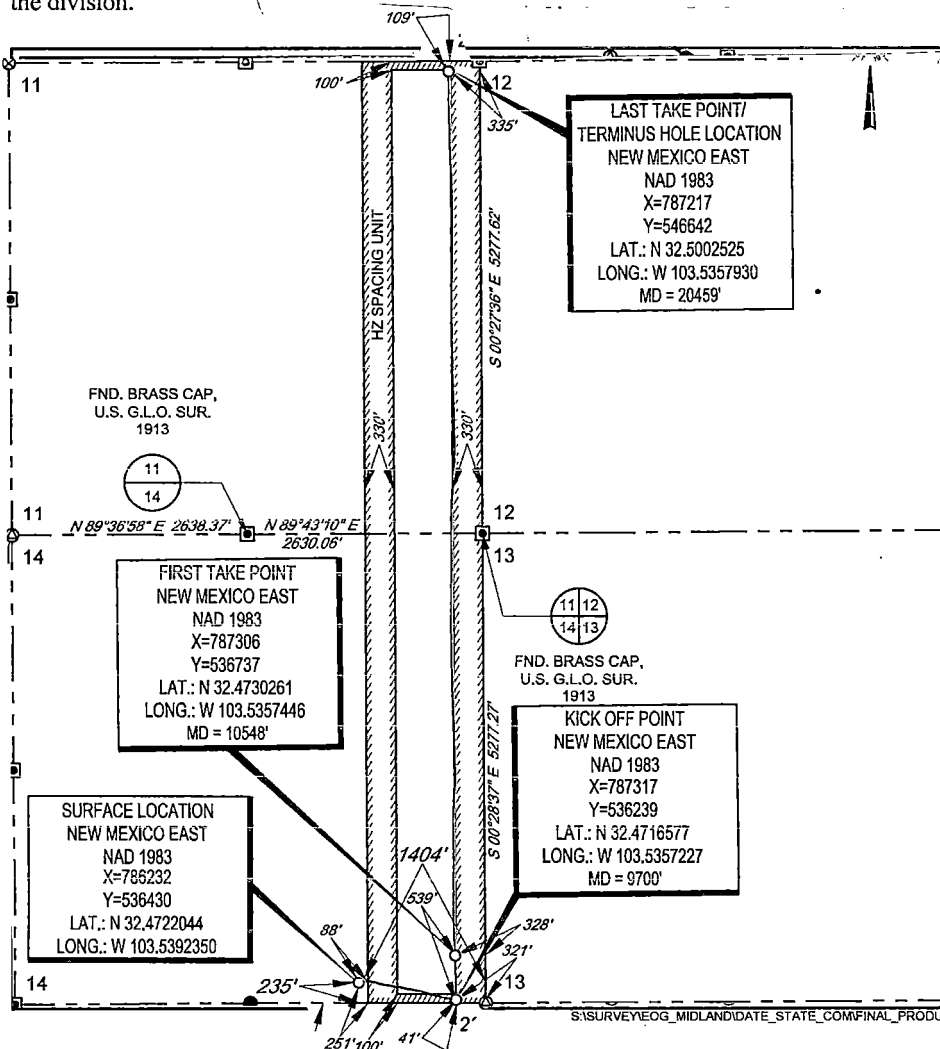 the division.
109'
11
100'
12
335'
LAST TAKE POINT/
TERMINUS HOLE LOCATION
NEW MEXICO EAST
NAD 1983
X=787217
Y=546642
LAT.: N 32.5002525
LONG.: W 103.5357930
MD = 20459'
HZ SPACING UNIT
S 00°27'36" E 5277.62'
FND. BRASS CAP,
U.S. G.L.O. SUR.
1913
11
14
330'
330'
11
14
N 89°36'58" E 2638.37'
N 89°43'10" E
2630.06'
12
13
FIRST TAKE POINT
NEW MEXICO EAST
NAD 1983
X=787306
Y=536737
LAT.: N 32.4730261
LONG.: W 103.5357446
MD = 10548'
11 12
14 13
FND. BRASS CAP,
U.S. G.L.O. SUR.
1913
S 00°28'37" E 5277.27'
KICK OFF POINT
NEW MEXICO EAST
NAD 1983
X=787317
Y=536239
LAT.: N 32.4716577
LONG.: W 103.5357227
MD = 9700'
SURFACE LOCATION
NEW MEXICO EAST
NAD 1983
X=786232
Y=536430
LAT.: N 32.4722044
LONG.: W 103.5392350
1404'
539'
88'
328'
321'
14
235'
13
2'
251'
100'
41'
S:\SURVEY\EOG_MIDLAND\DATE_STATE_COM\FINAL_PRODU